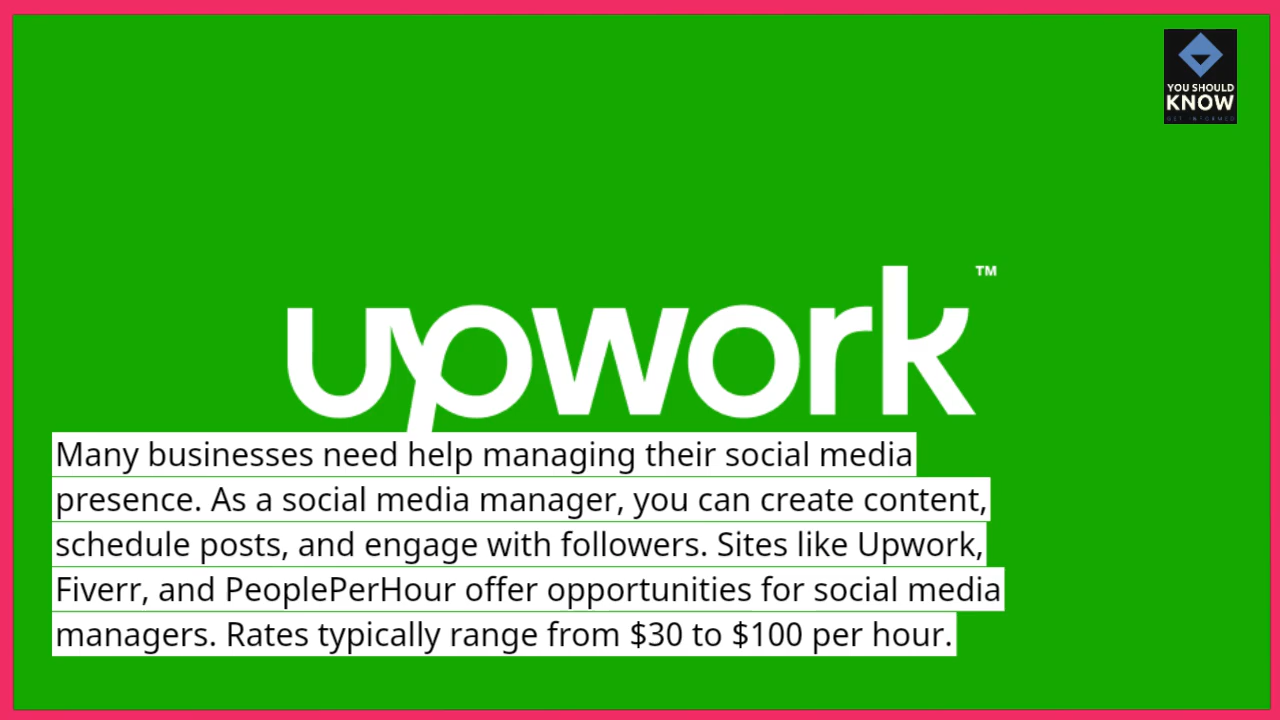 YOU SHOULD
KNOW
GET INFORMED
upwork™
Many businesses need help managing their social media
presence. As a social media manager, you can create content,
schedule posts, and engage with followers. Sites like Upwork,
Fiverr, and PeoplePerHour offer opportunities for social media
managers. Rates typically range from $30 to $100 per hour.